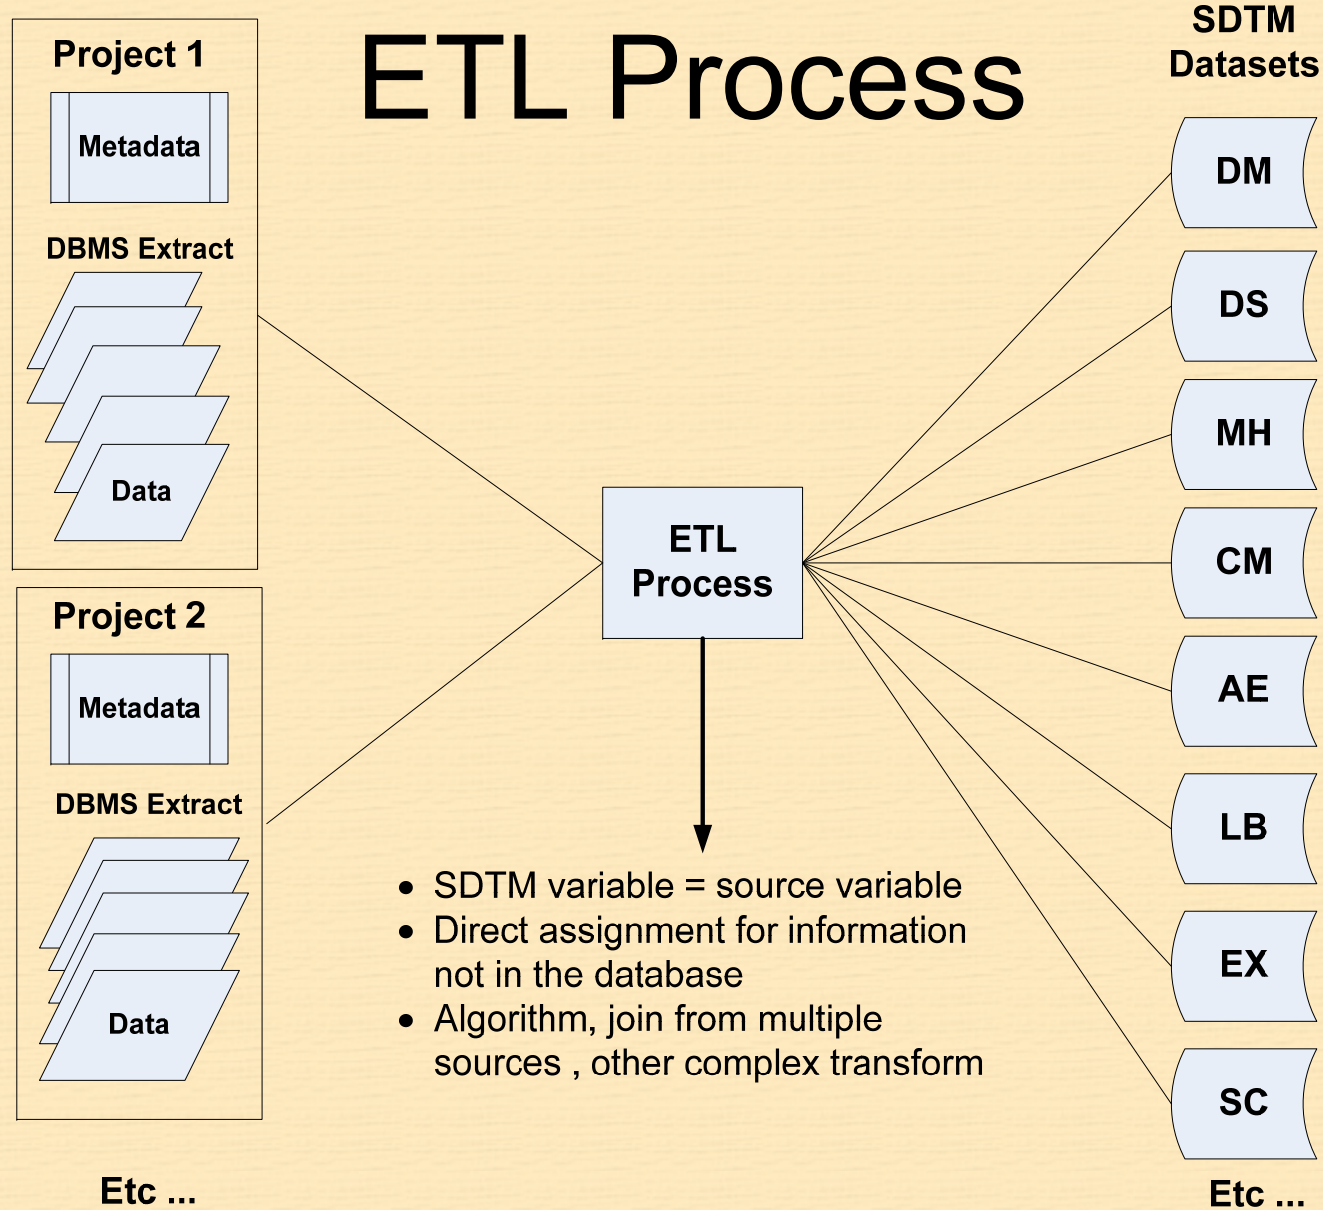 ETL Process
Project 1
Metadata
DBMS Extract
Data
Project 2
Metadata
DBMS Extract
Data
Etc ...
ETL
Process
• SDTM variable = source variable
• Direct assignment for information
not in the database
• Algorithm, join from multiple
sources , other complex transform
SDTM
Datasets
DM
DS
MH
CM
AE
LB
EX
SC
Etc ...